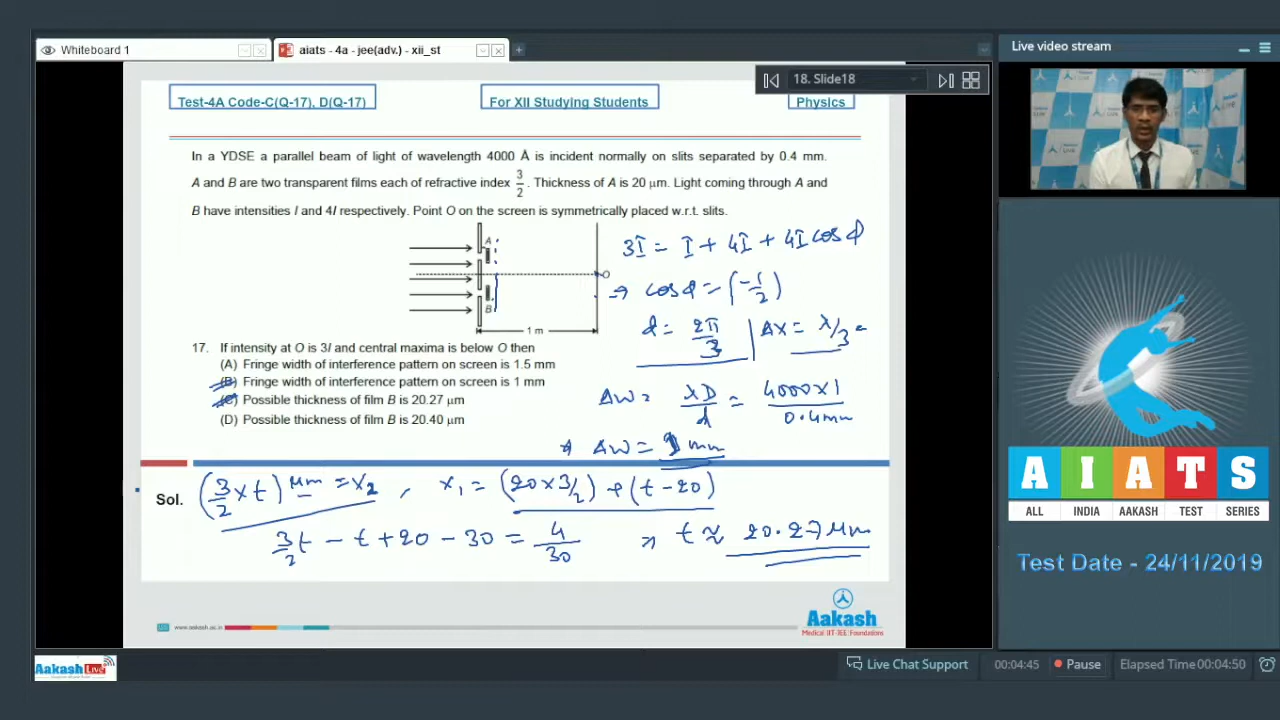 Whiteboard 1
aiats - 4a - jee(adv.) - xii_st
Live video stream
18. Slide18
Test-4A Code-C(Q-17), D(Q-17)
For XII Studying Students
Physics
In a YDSE a parallel beam of light of wavelength 4000 Å is incident normally on slits separated by 0.4 mm.
A and B are two transparent films each of refractive index 3/2. Thickness of A is 20 μm. Light coming through A and
B have intensities I and 4I respectively. Point O on the screen is symmetrically placed w.r.t. slits.
A
O
B
1 m
3I = I + 4I + 4I cos ϕ
⇒ cosϕ = (-1/2)
ϕ = 2π/3 | Δx = λ/3 =
17. If intensity at O is 3I and central maxima is below O then
(A) Fringe width of interference pattern on screen is 1.5 mm
(B) Fringe width of interference pattern on screen is 1 mm
(C) Possible thickness of film B is 20.27 μm
(D) Possible thickness of film B is 20.40 μm
ΔW = λD/d = 4000×1/0.4mm
ΔW = 1 mm
Sol.
(3/2 × t) μm = x₂ , x₁ = (20 × 3/2) + (t - 20)
3/2 t - t + 20 - 30 = 4/30 ⇒ t ≈ 20.27 μm
www.aakash.ac.in
Aakash
Medical|IIT-JEE|Foundations
A I A T S
ALL INDIA AAKASH TEST SERIES
Test Date - 24/11/2019
Aakash Live
Live Chat Support
00:04:45
Pause
Elapsed Time 00:04:50